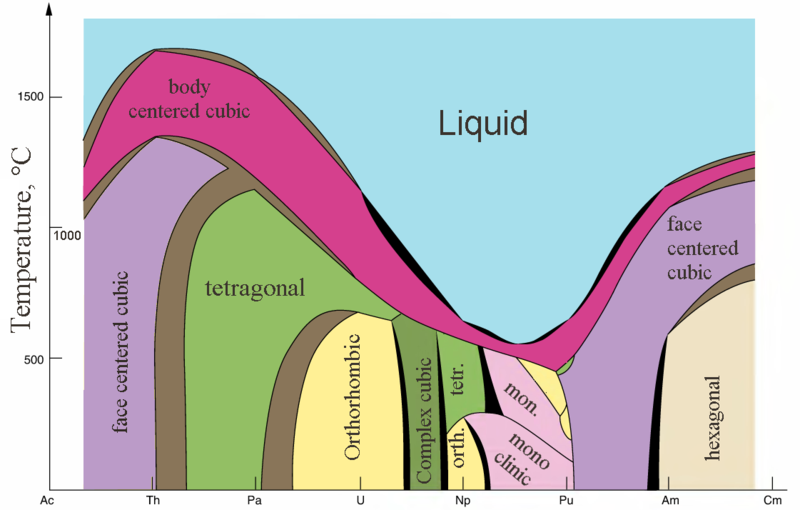 Liquid
body
centered cubic
1500
Temperature, °C
1000
500
face centered cubic
tetragonal
Orthorhombic
Complex cubic
tetr.
orth.
mon.
mono
clinic
face
centered
cubic
hexagonal
Ac
Th
Pa
U
Np
Pu
Am
Cm